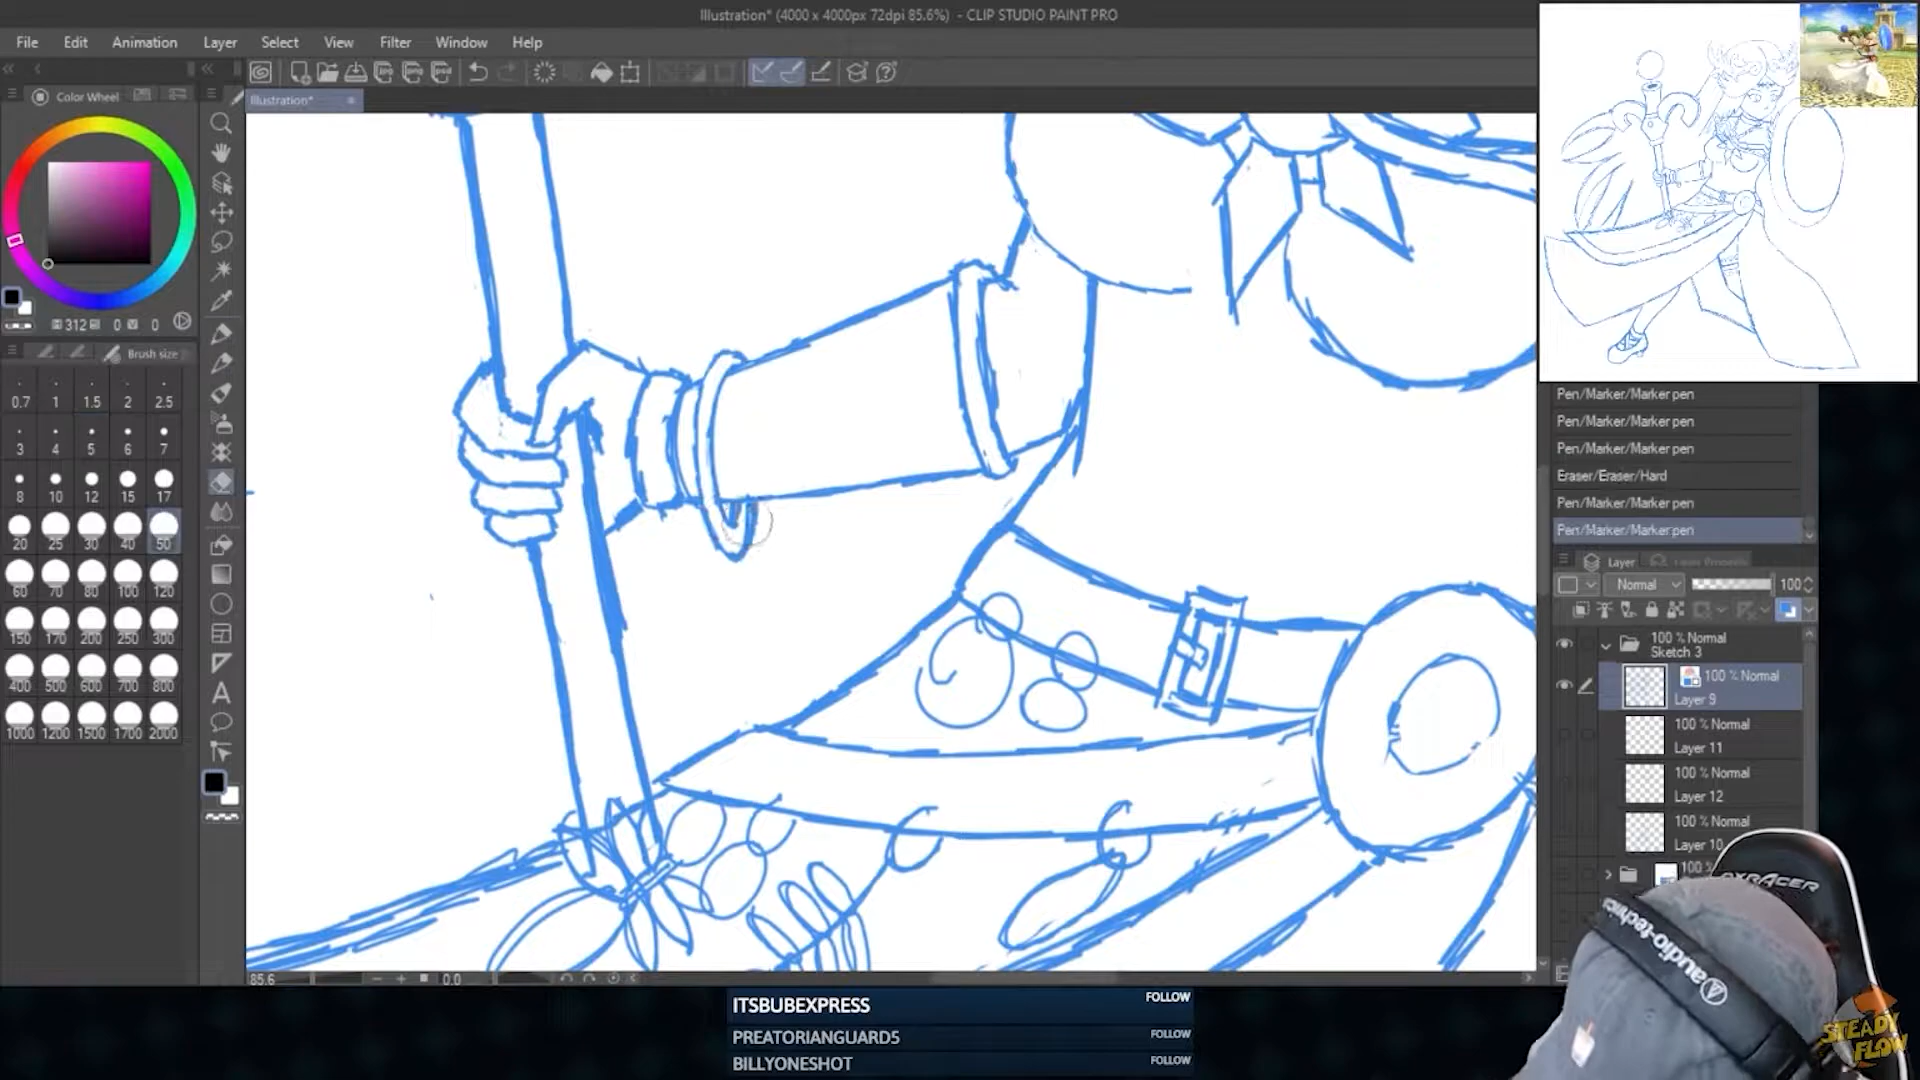 Illustration* (4000 x 4000px 72dpi 85.6%) - CLIP STUDIO PAINT PRO
File Edit Animation Layer Select View Filter Window Help
Color Wheel
Illustration*
312 0 0
Brush size
0.7 1 1.5 2 2.5
3 4 5 6 7
8 10 12 15 17
20 25 30 40 50
60 70 80 100 120
150 170 200 250 300
400 500 600 700 800
1000 1200 1500 1700 2000
85.6 0.0
Pen/Marker/Marker pen
Pen/Marker/Marker pen
Pen/Marker/Marker pen
Eraser/Eraser/Hard
Pen/Marker/Marker pen
Pen/Marker/Marker pen
Layer Layer Property
Normal 100
100 % Normal
Sketch 3
100 % Normal
Layer 9
100 % Normal
Layer 11
100 % Normal
Layer 12
100 % Normal
Layer 10
100 %
audio-technica
STEADY
FLOW
ITSBUBEXPRESS FOLLOW
PREATORIANGUARD5 FOLLOW
BILLYONESHOT FOLLOW